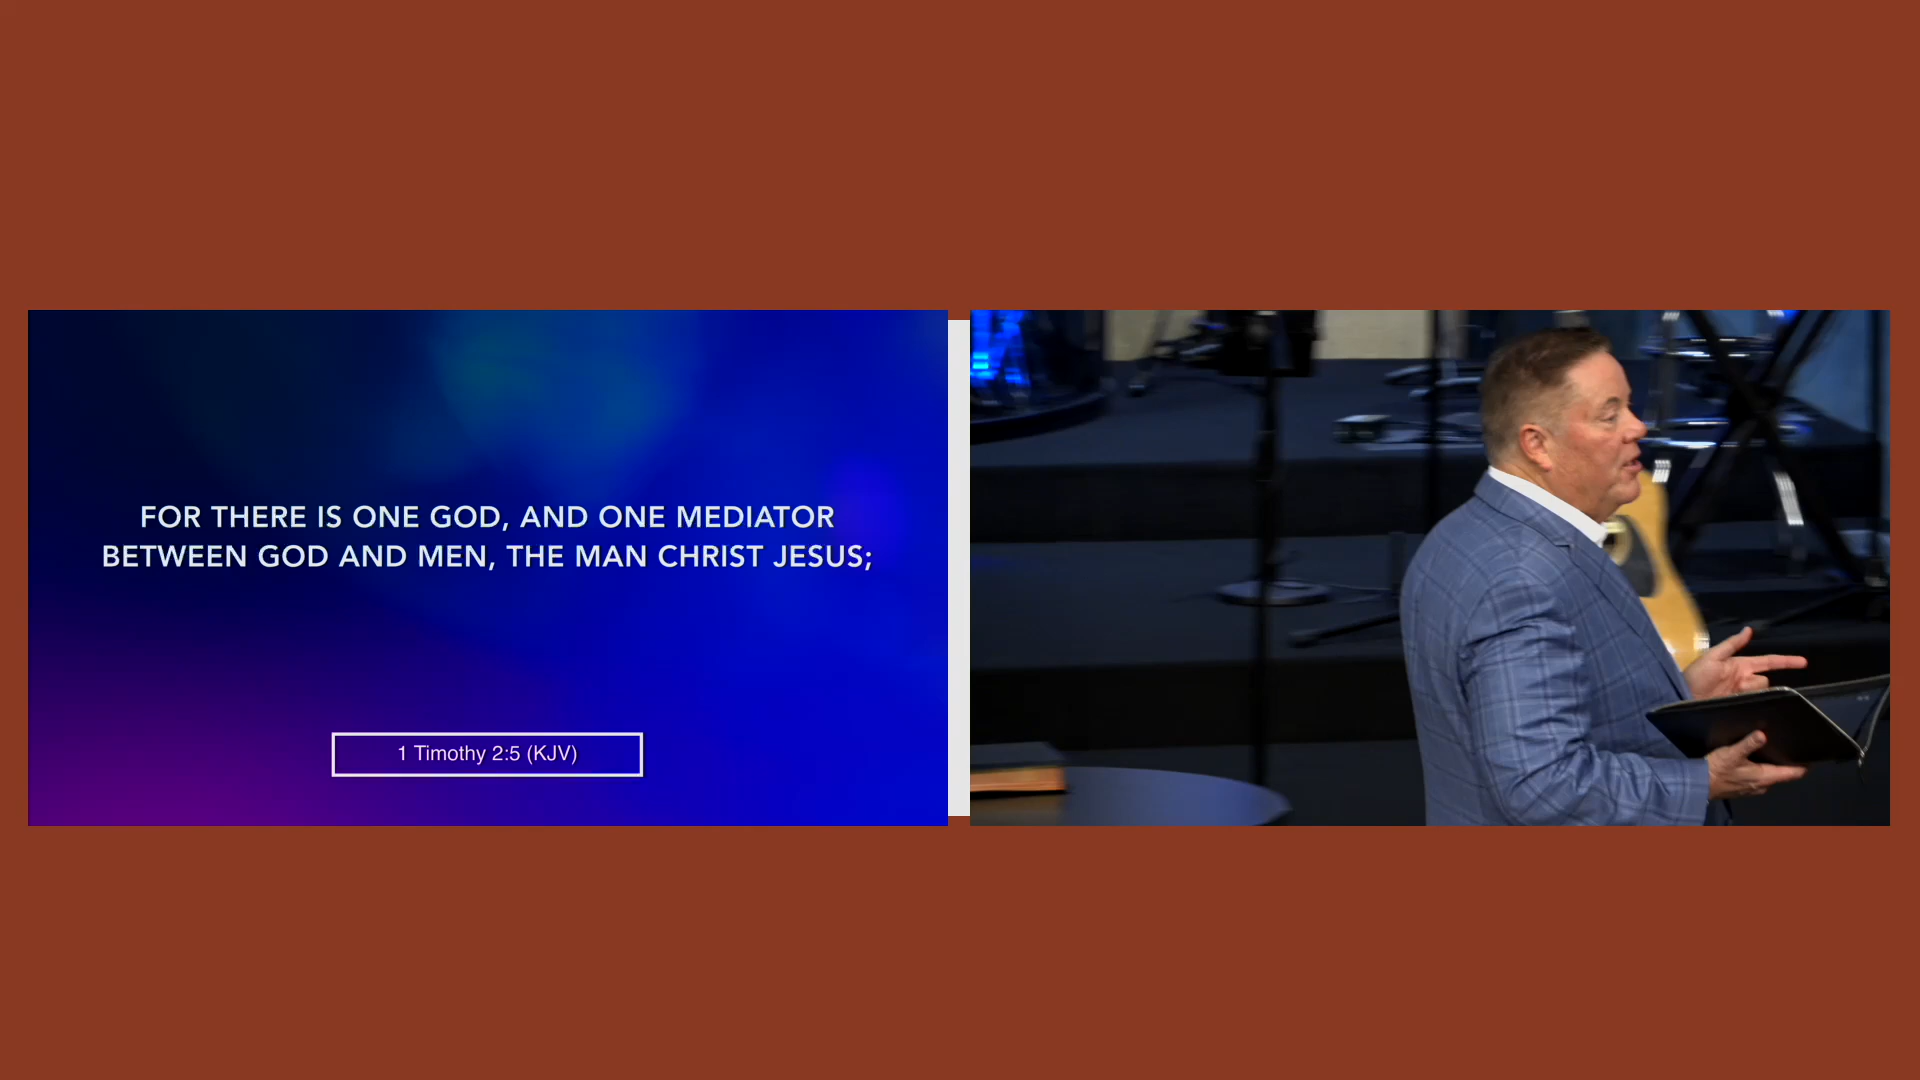 FOR THERE IS ONE GOD, AND ONE MEDIATOR
BETWEEN GOD AND MEN, THE MAN CHRIST JESUS;
1 Timothy 2:5 (KJV)